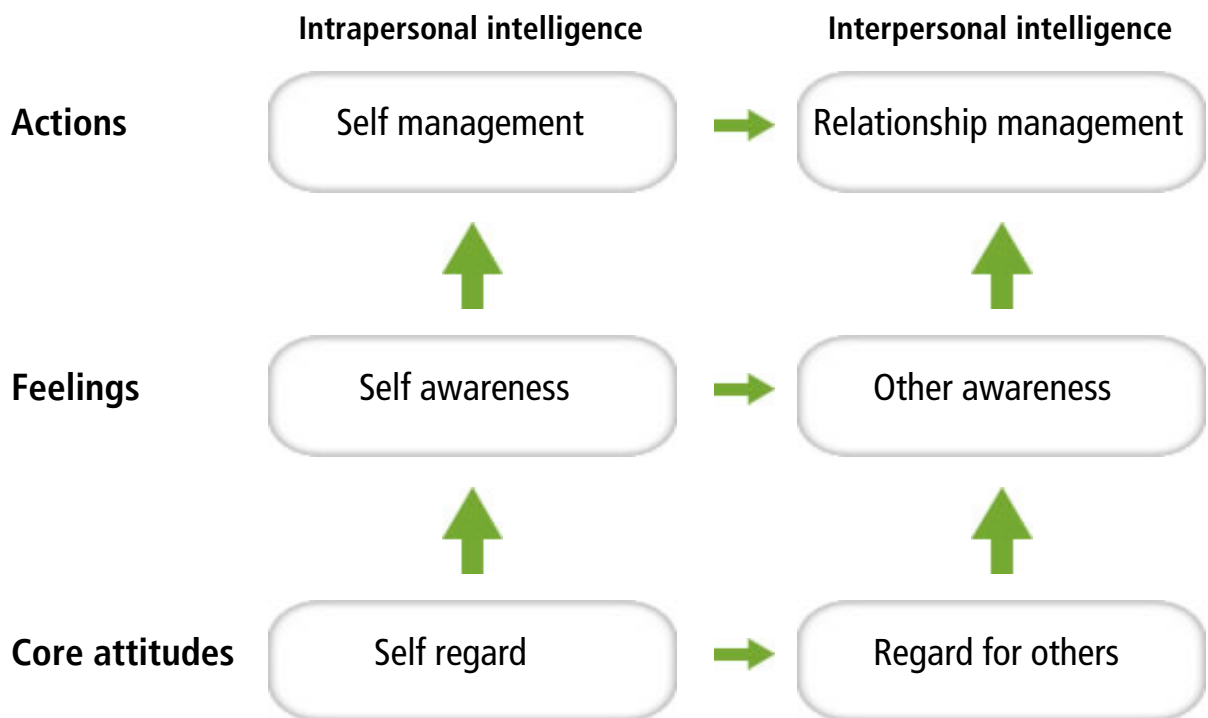 Intrapersonal intelligence
Interpersonal intelligence
Actions
Self management
Relationship management
Feelings
Self awareness
Other awareness
Core attitudes
Self regard
Regard for others